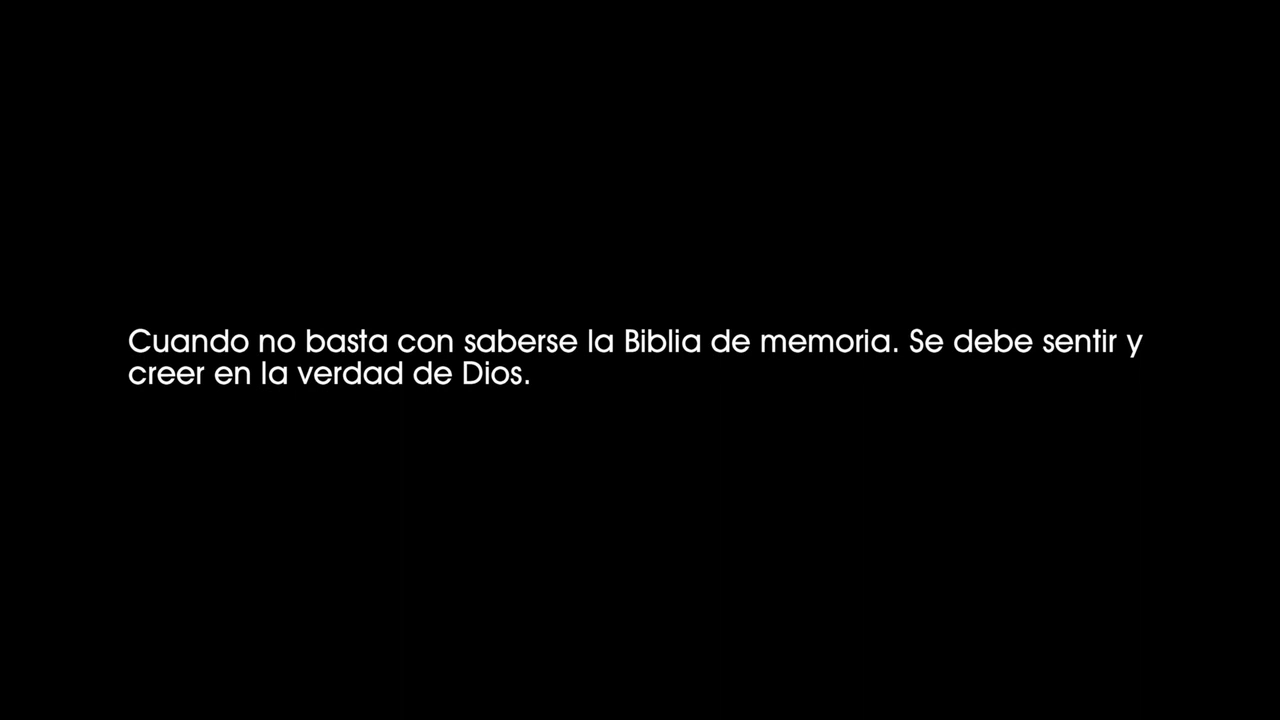 Cuando no basta con saberse la Biblia de memoria. Se debe sentir y
creer en la verdad de Dios.